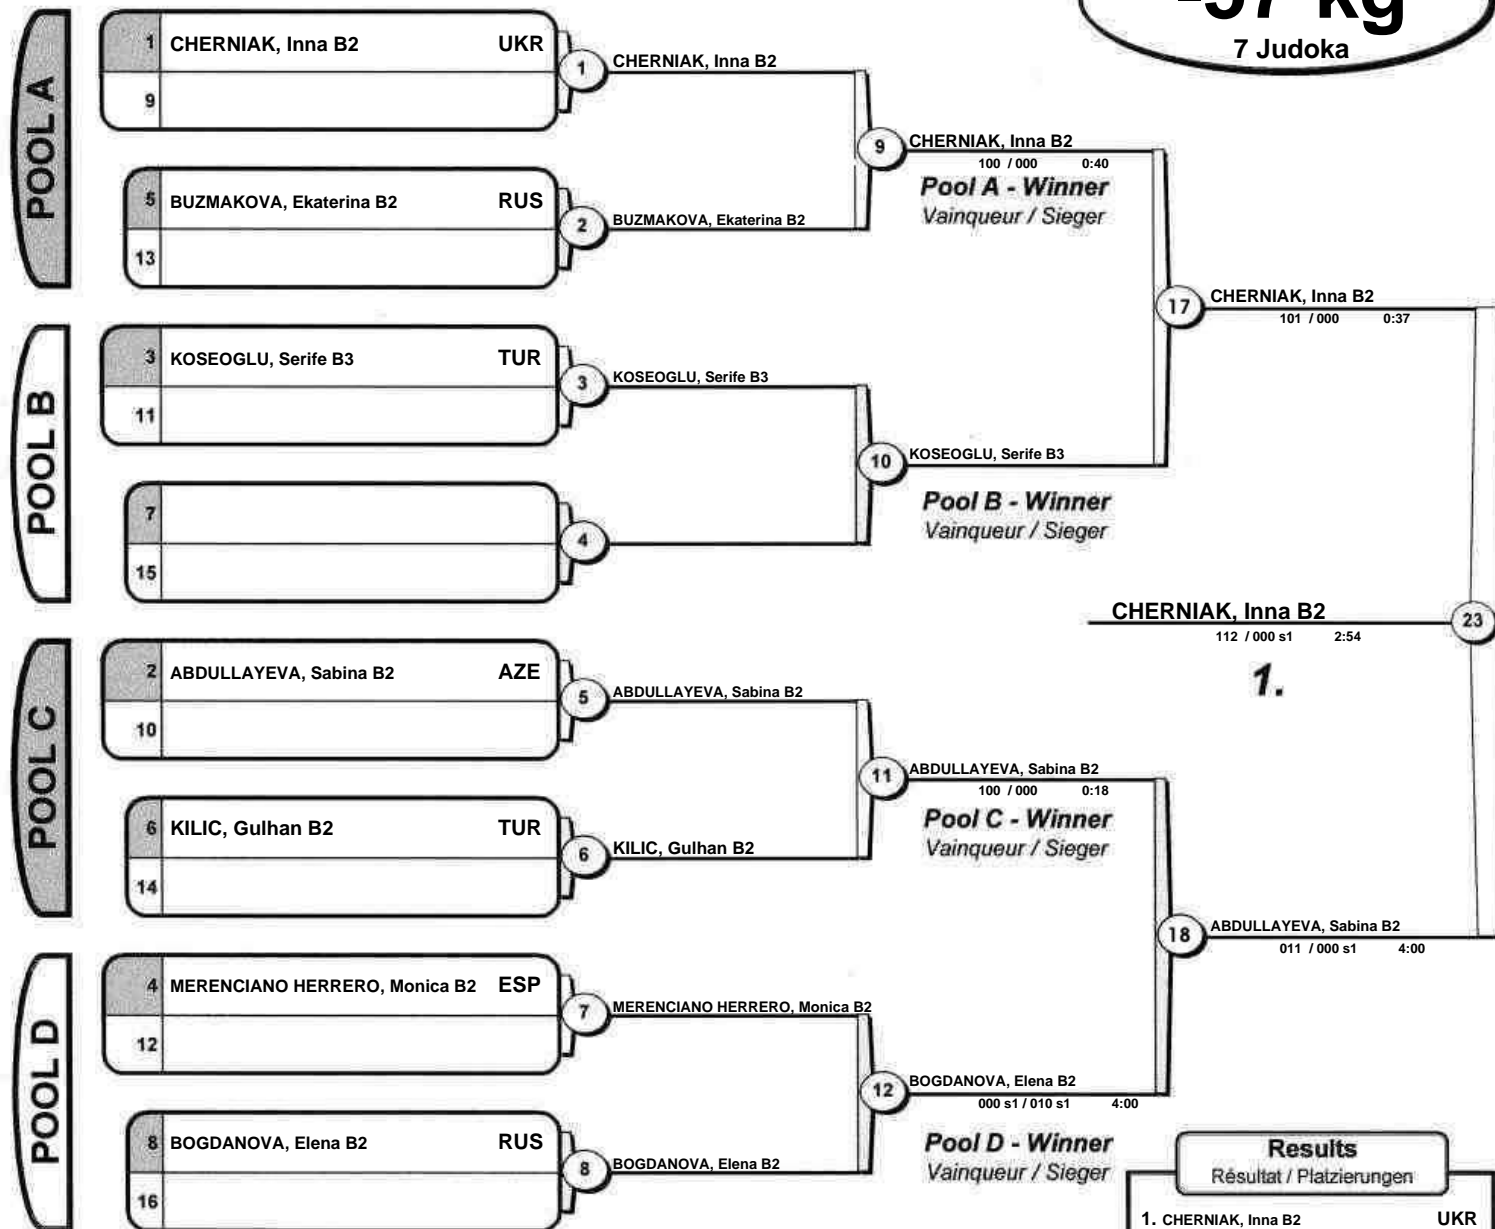 -57 kg
7 Judoka
POOL A
1 CHERNIAK, Inna B2 UKR
9
1
CHERNIAK, Inna B2
5 BUZMAKOVA, Ekaterina B2 RUS
13
2
BUZMAKOVA, Ekaterina B2
9
CHERNIAK, Inna B2
100 / 000 0:40
Pool A - Winner
Vainqueur / Sieger
POOL B
3 KOSEOGLU, Serife B3 TUR
11
3
KOSEOGLU, Serife B3
7
15
4
10
KOSEOGLU, Serife B3
Pool B - Winner
Vainqueur / Sieger
17
CHERNIAK, Inna B2
101 / 000 0:37
CHERNIAK, Inna B2
112 / 000 s1 2:54
1.
23
POOL C
2 ABDULLAYEVA, Sabina B2 AZE
10
5
ABDULLAYEVA, Sabina B2
6 KILIC, Gulhan B2 TUR
14
6
KILIC, Gulhan B2
11
ABDULLAYEVA, Sabina B2
100 / 000 0:18
Pool C - Winner
Vainqueur / Sieger
18
ABDULLAYEVA, Sabina B2
011 / 000 s1 4:00
POOL D
4 MERENCIANO HERRERO, Monica B2 ESP
12
7
MERENCIANO HERRERO, Monica B2
8 BOGDANOVA, Elena B2 RUS
16
8
BOGDANOVA, Elena B2
12
BOGDANOVA, Elena B2
000 s1 / 010 s1 4:00
Pool D - Winner
Vainqueur / Sieger
Results
Résultat / Platzierungen
1. CHERNIAK, Inna B2 UKR